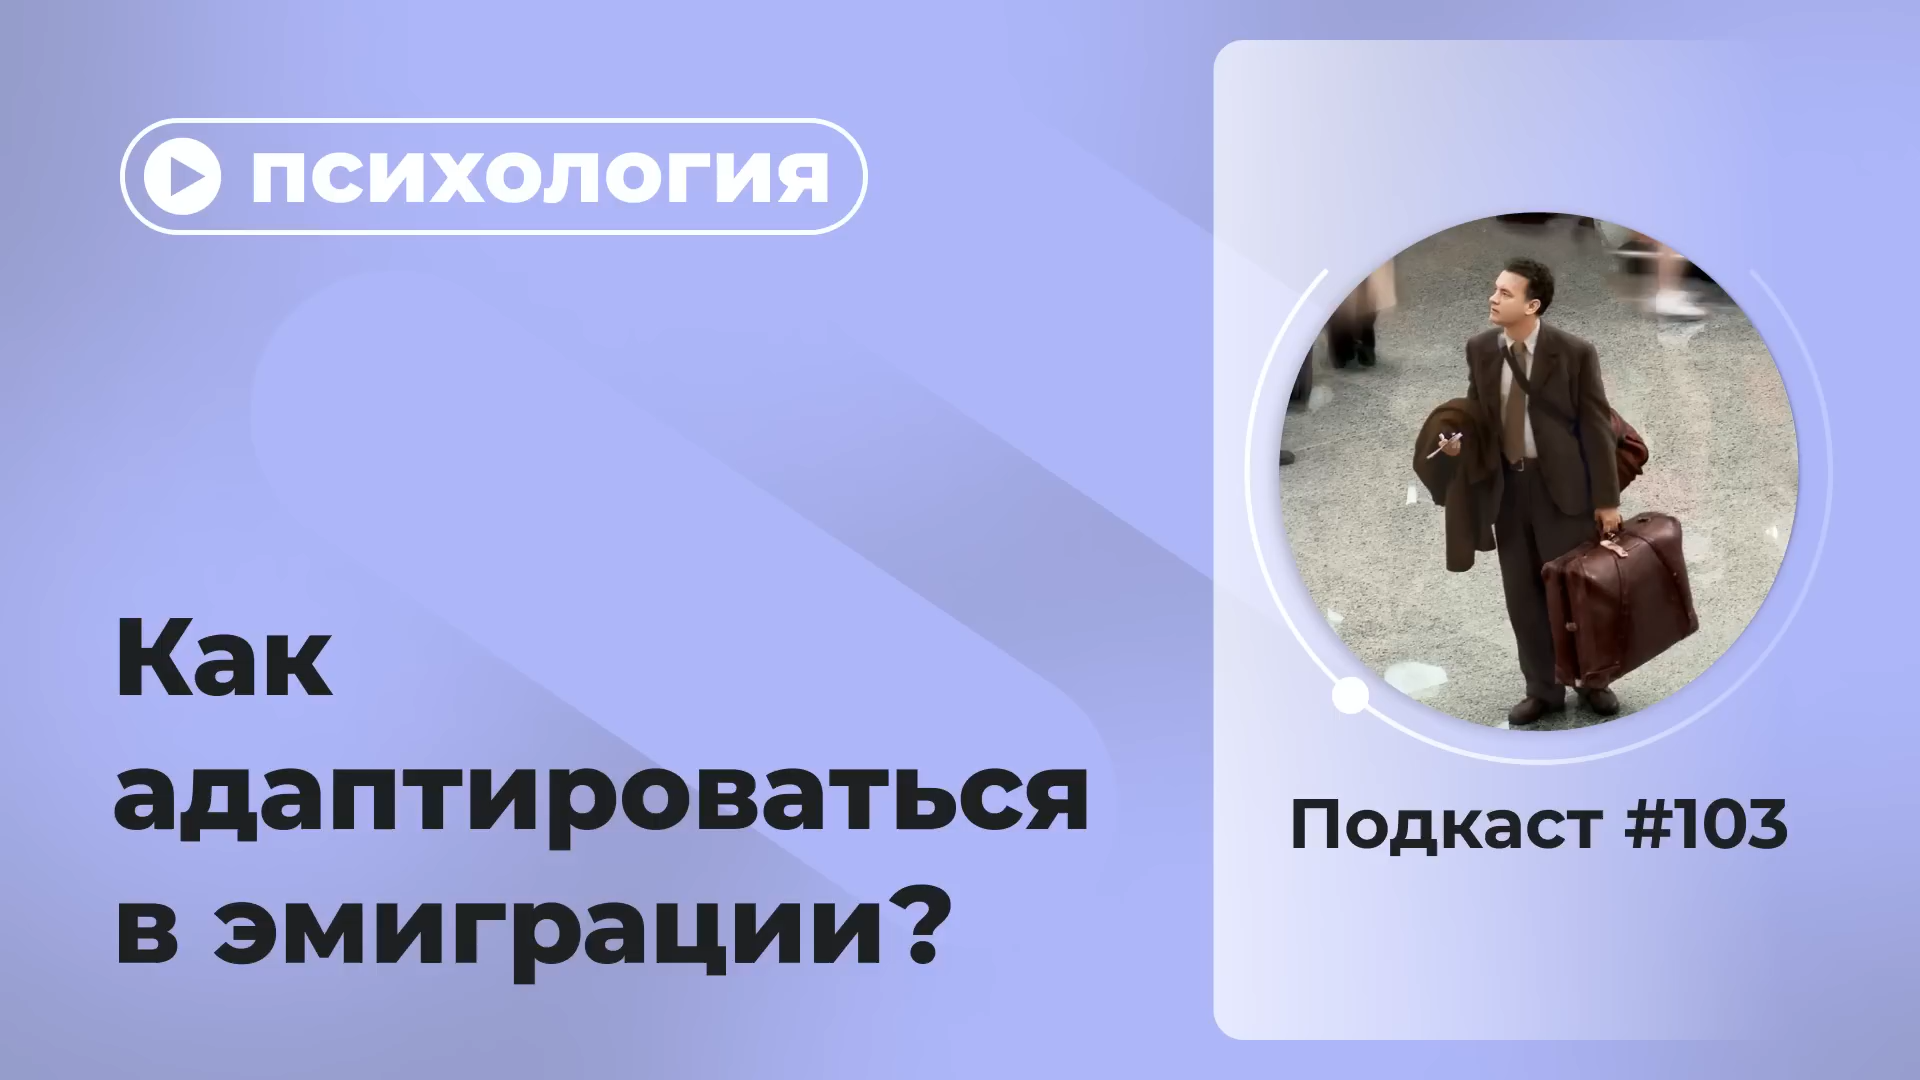 психология
Как
адаптироваться
в эмиграции?
Подкаст #103